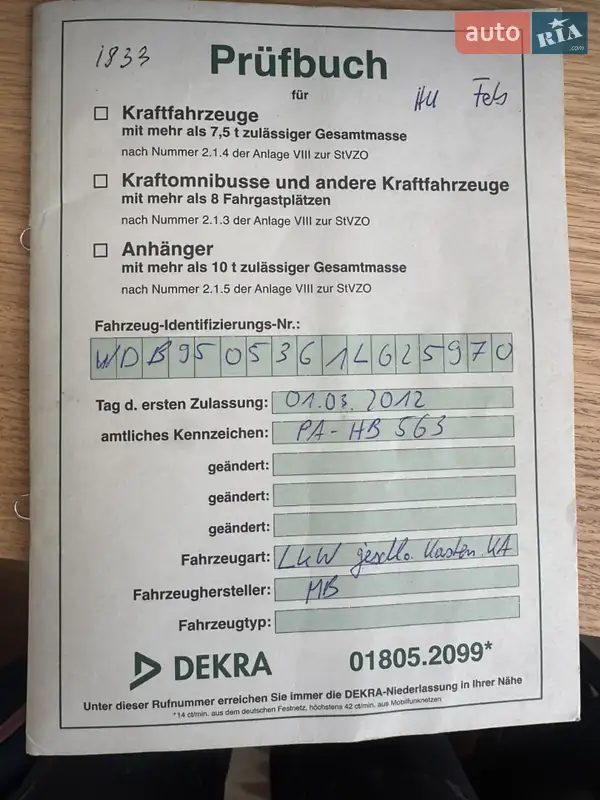 auto RIA .com
1833
Prüfbuch
für
HU Feb
Kraftfahrzeuge
mit mehr als 7,5 t zulässiger Gesamtmasse
nach Nummer 2.1.4 der Anlage VIII zur StVZO
Kraftomnibusse und andere Kraftfahrzeuge
mit mehr als 8 Fahrgastplätzen
nach Nummer 2.1.3 der Anlage VIII zur StVZO
Anhänger
mit mehr als 10 t zulässiger Gesamtmasse
nach Nummer 2.1.5 der Anlage VIII zur StVZO
Fahrzeug-Identifizierungs-Nr.:
WDB9505361L625970
Tag d. ersten Zulassung: 01.03.2012
amtliches Kennzeichen: PA-HB 563
geändert:
geändert:
geändert:
Fahrzeugart: LKW geschlo. Kasten KA
Fahrzeughersteller: MB
Fahrzeugtyp:
DEKRA 01805.2099*
Unter dieser Rufnummer erreichen Sie immer die DEKRA-Niederlassung in Ihrer Nähe
*14 ct/min. aus dem deutschen Festnetz, höchstens 42 ct/min. aus Mobilfunknetzen